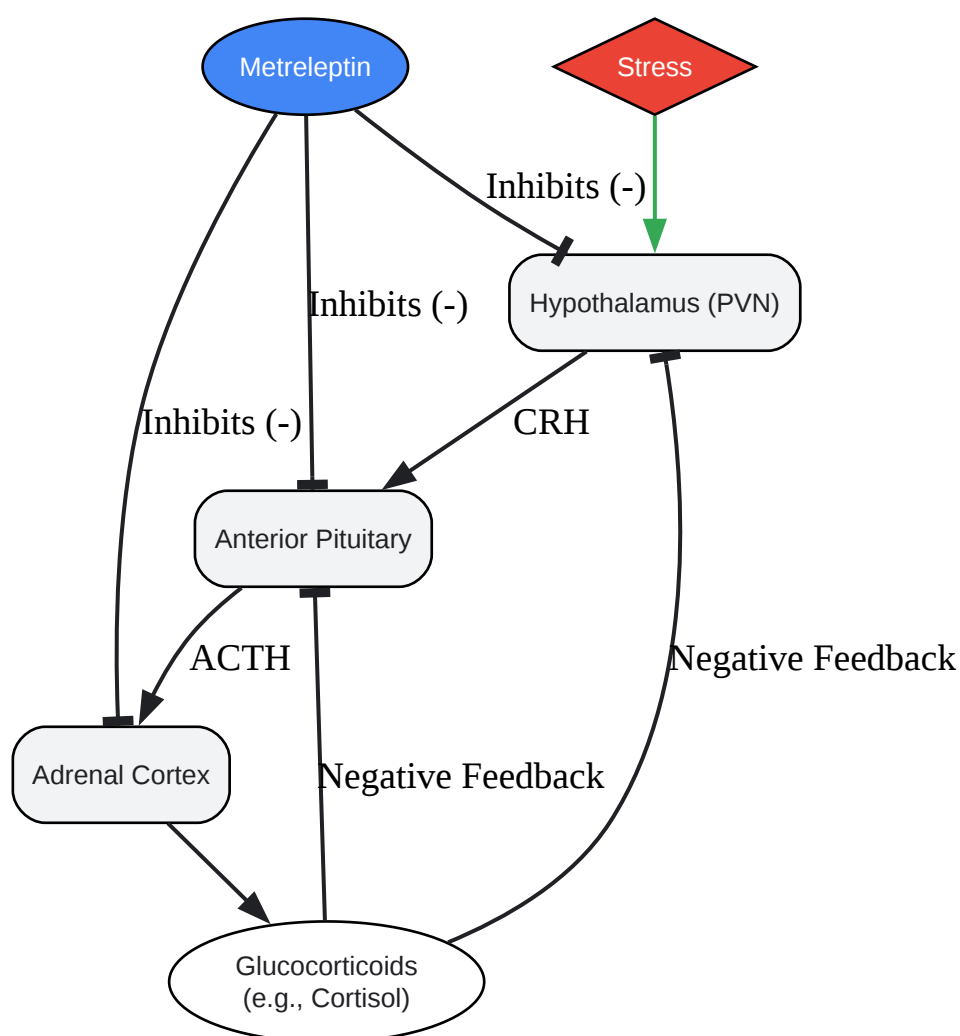 Metreleptin
Stress
Inhibits (-)
Hypothalamus (PVN)
Inhibits (-)
Inhibits (-)
CRH
Anterior Pituitary
ACTH
Negative Feedback
Adrenal Cortex
Negative Feedback
Glucocorticoids
(e.g., Cortisol)